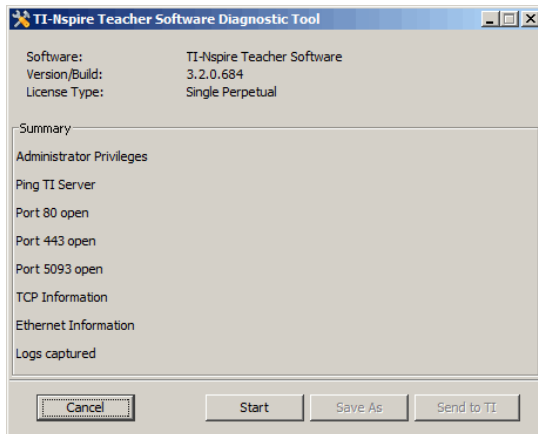 TI-Nspire Teacher Software Diagnostic Tool
Software: TI-Nspire Teacher Software
Version/Build: 3.2.0.684
License Type: Single Perpetual
Summary
Administrator Privileges
Ping TI Server
Port 80 open
Port 443 open
Port 5093 open
TCP Information
Ethernet Information
Logs captured
Cancel Start Save As Send to TI